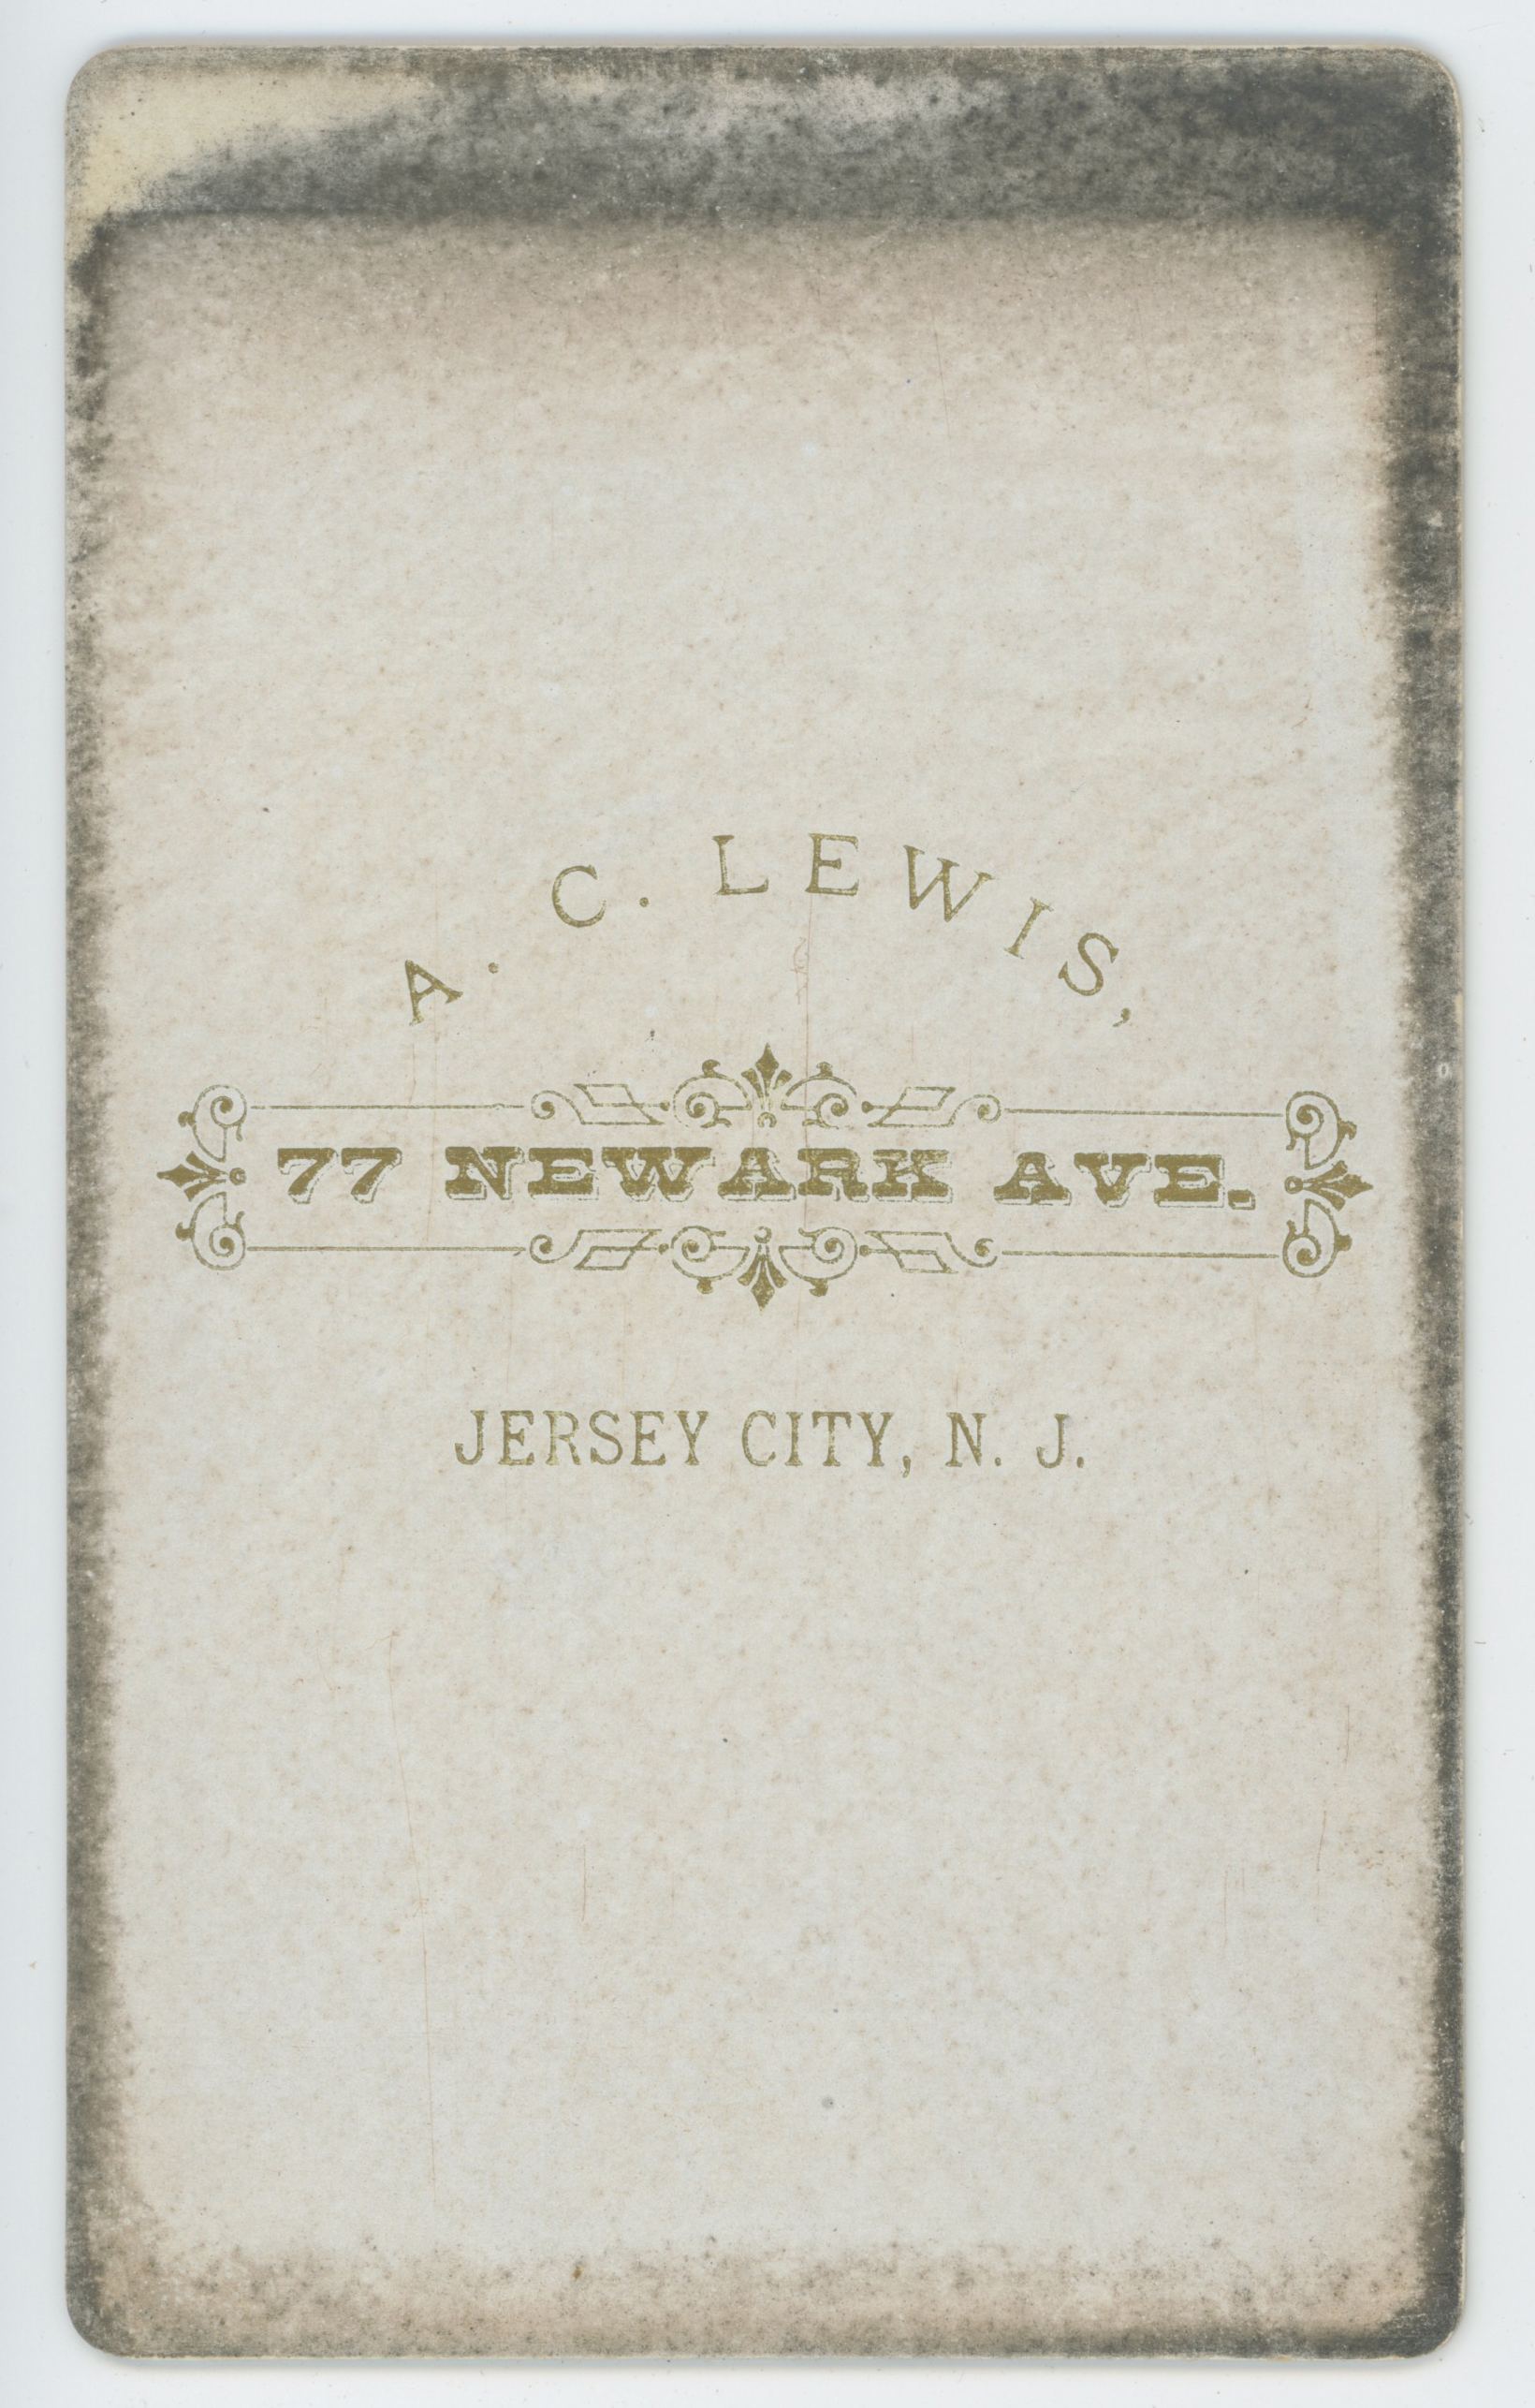 A. C. LEWIS,
77 NEWARK AVE.
JERSEY CITY, N. J.